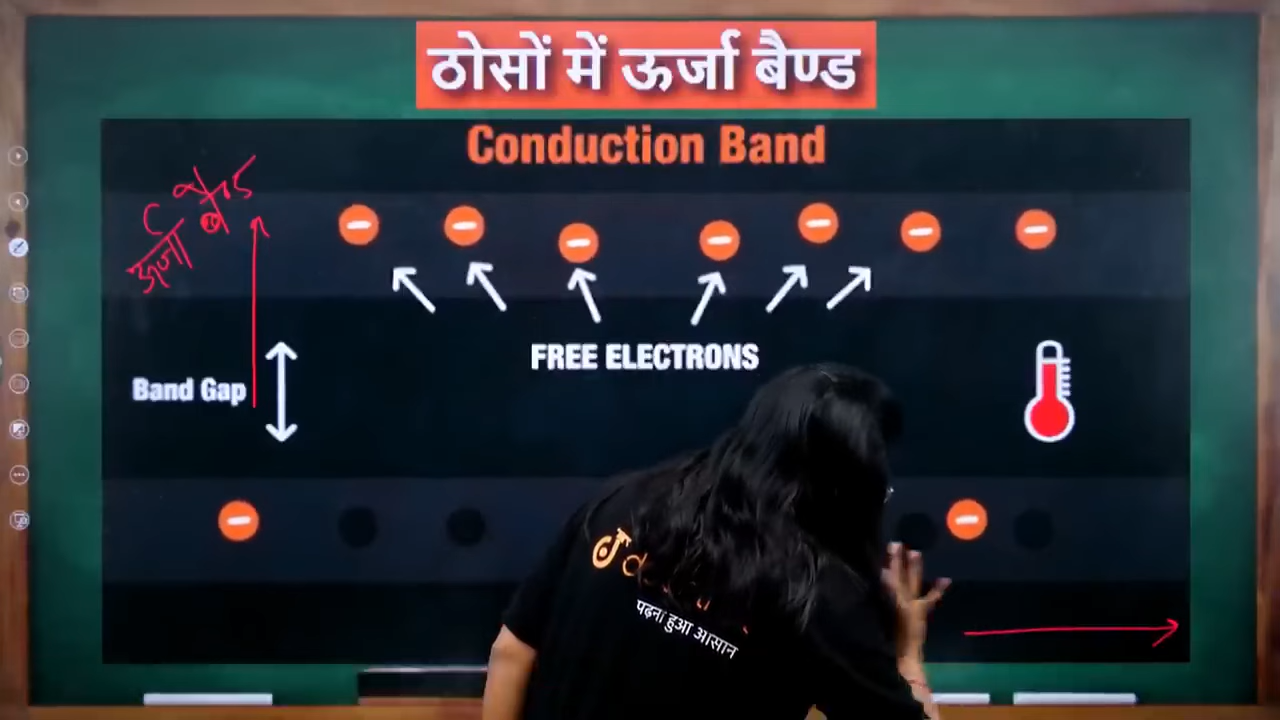 ठोसों में ऊर्जा बैण्ड
Conduction Band
ऊर्जा
FREE ELECTRONS
Band Gap
पढ़ना हुआ आसान